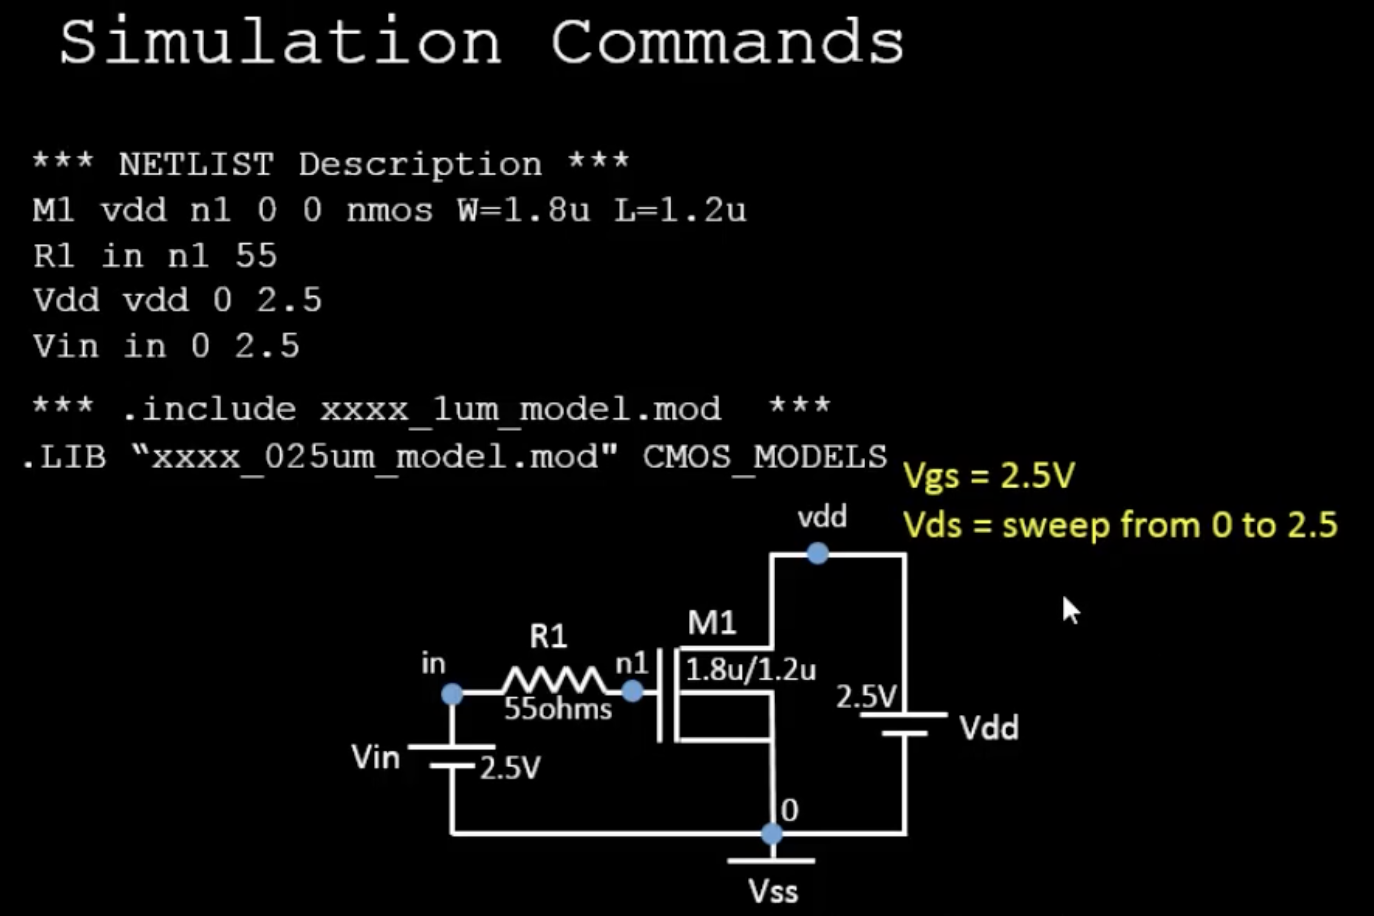 Simulation Commands
*** NETLIST Description ***
M1 vdd n1 0 0 nmos W=1.8u L=1.2u
R1 in n1 55
Vdd vdd 0 2.5
Vin in 0 2.5
*** .include xxxx_1um_model.mod ***
.LIB “xxxx_025um_model.mod" CMOS_MODELS
Vgs = 2.5V
Vds = sweep from 0 to 2.5
vdd
M1
R1
in
n1
1.8u/1.2u
55ohms
2.5V
Vdd
Vin
2.5V
0
Vss